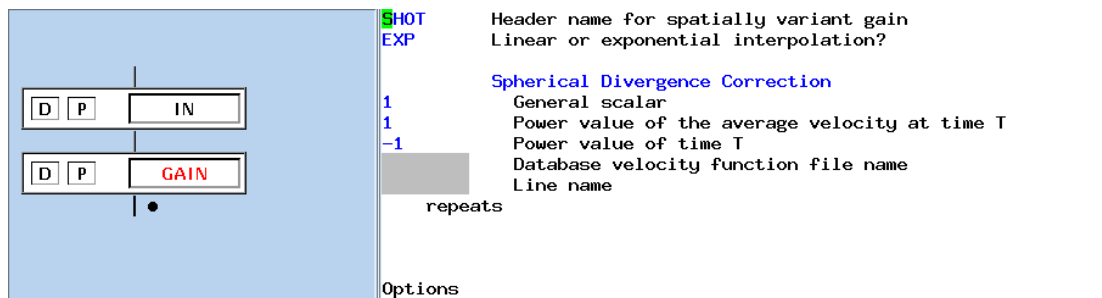 D P IN
D P GAIN
SHOT Header name for spatially variant gain
EXP Linear or exponential interpolation?
Spherical Divergence Correction
1 General scalar
1 Power value of the average velocity at time T
-1 Power value of time T
Database velocity function file name
Line name
repeats
Options